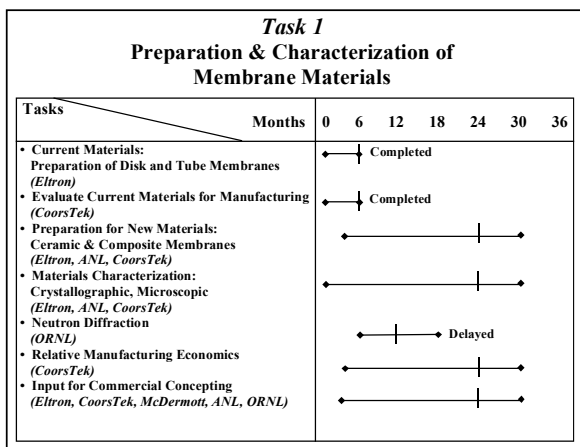 Task 1
Preparation & Characterization of
Membrane Materials
Tasks
Months 0 6 12 18 24 30 36
• Current Materials:
Preparation of Disk and Tube Membranes
(Eltron)
Completed
• Evaluate Current Materials for Manufacturing
(CoorsTek)
Completed
• Preparation for New Materials:
Ceramic & Composite Membranes
(Eltron, ANL, CoorsTek)
• Materials Characterization:
Crystallographic, Microscopic
(Eltron, ANL, CoorsTek)
• Neutron Diffraction
(ORNL)
Delayed
• Relative Manufacturing Economics
(CoorsTek)
• Input for Commercial Concepting
(Eltron, CoorsTek, McDermott, ANL, ORNL)